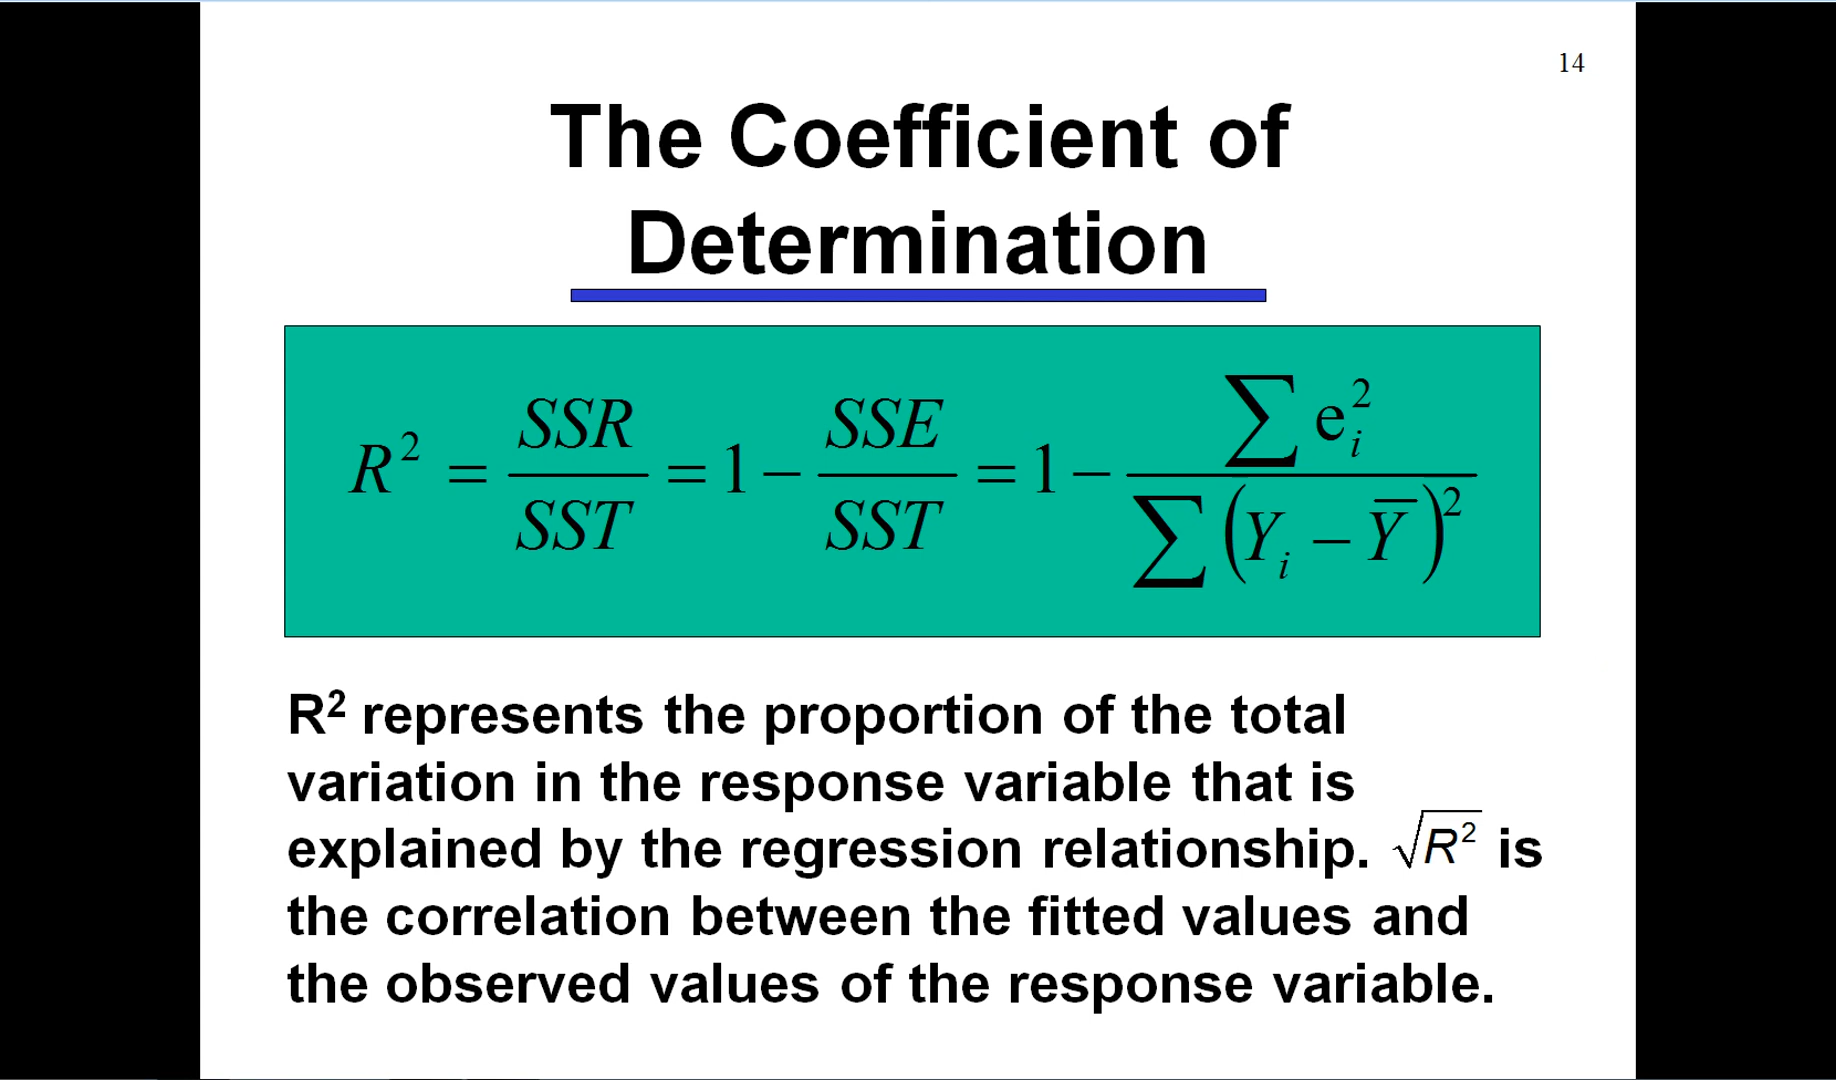 14
The Coefficient of
Determination
R² = SSR/SST = 1 − SSE/SST = 1 − ∑ e_i² / ∑ (Y_i − Ȳ)²
R² represents the proportion of the total
variation in the response variable that is
explained by the regression relationship. √R² is
the correlation between the fitted values and
the observed values of the response variable.